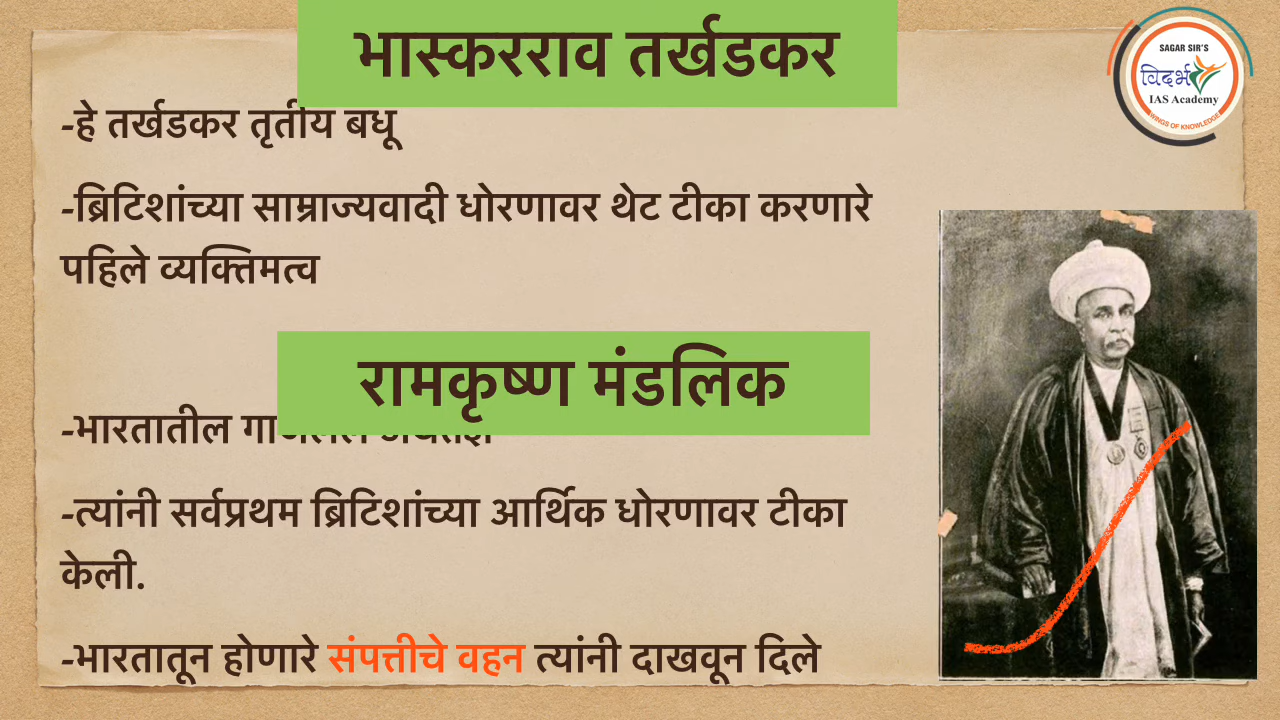 भास्करराव तर्खडकर
SAGAR SIR'S
विदर्भ
IAS Academy
WINGS OF KNOWLEDGE
-हे तर्खडकर तृतीय बधू
-ब्रिटिशांच्या साम्राज्यवादी धोरणावर थेट टीका करणारे
पहिले व्यक्तिमत्व
रामकृष्ण मंडलिक
-भारतातील
-त्यांनी सर्वप्रथम ब्रिटिशांच्या आर्थिक धोरणावर टीका
केली.
-भारतातून होणारे संपत्तीचे वहन त्यांनी दाखवून दिले